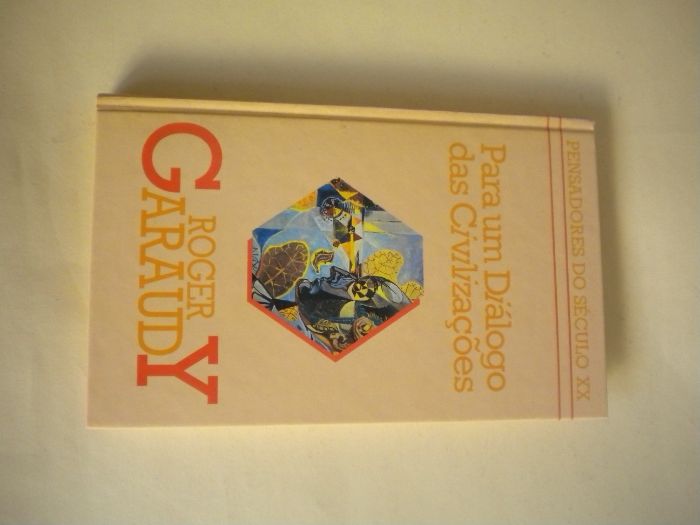 PENSADORES DO SÉCULO XX
Para um Diálogo
das Civilizações
ROGER
GARAUDY